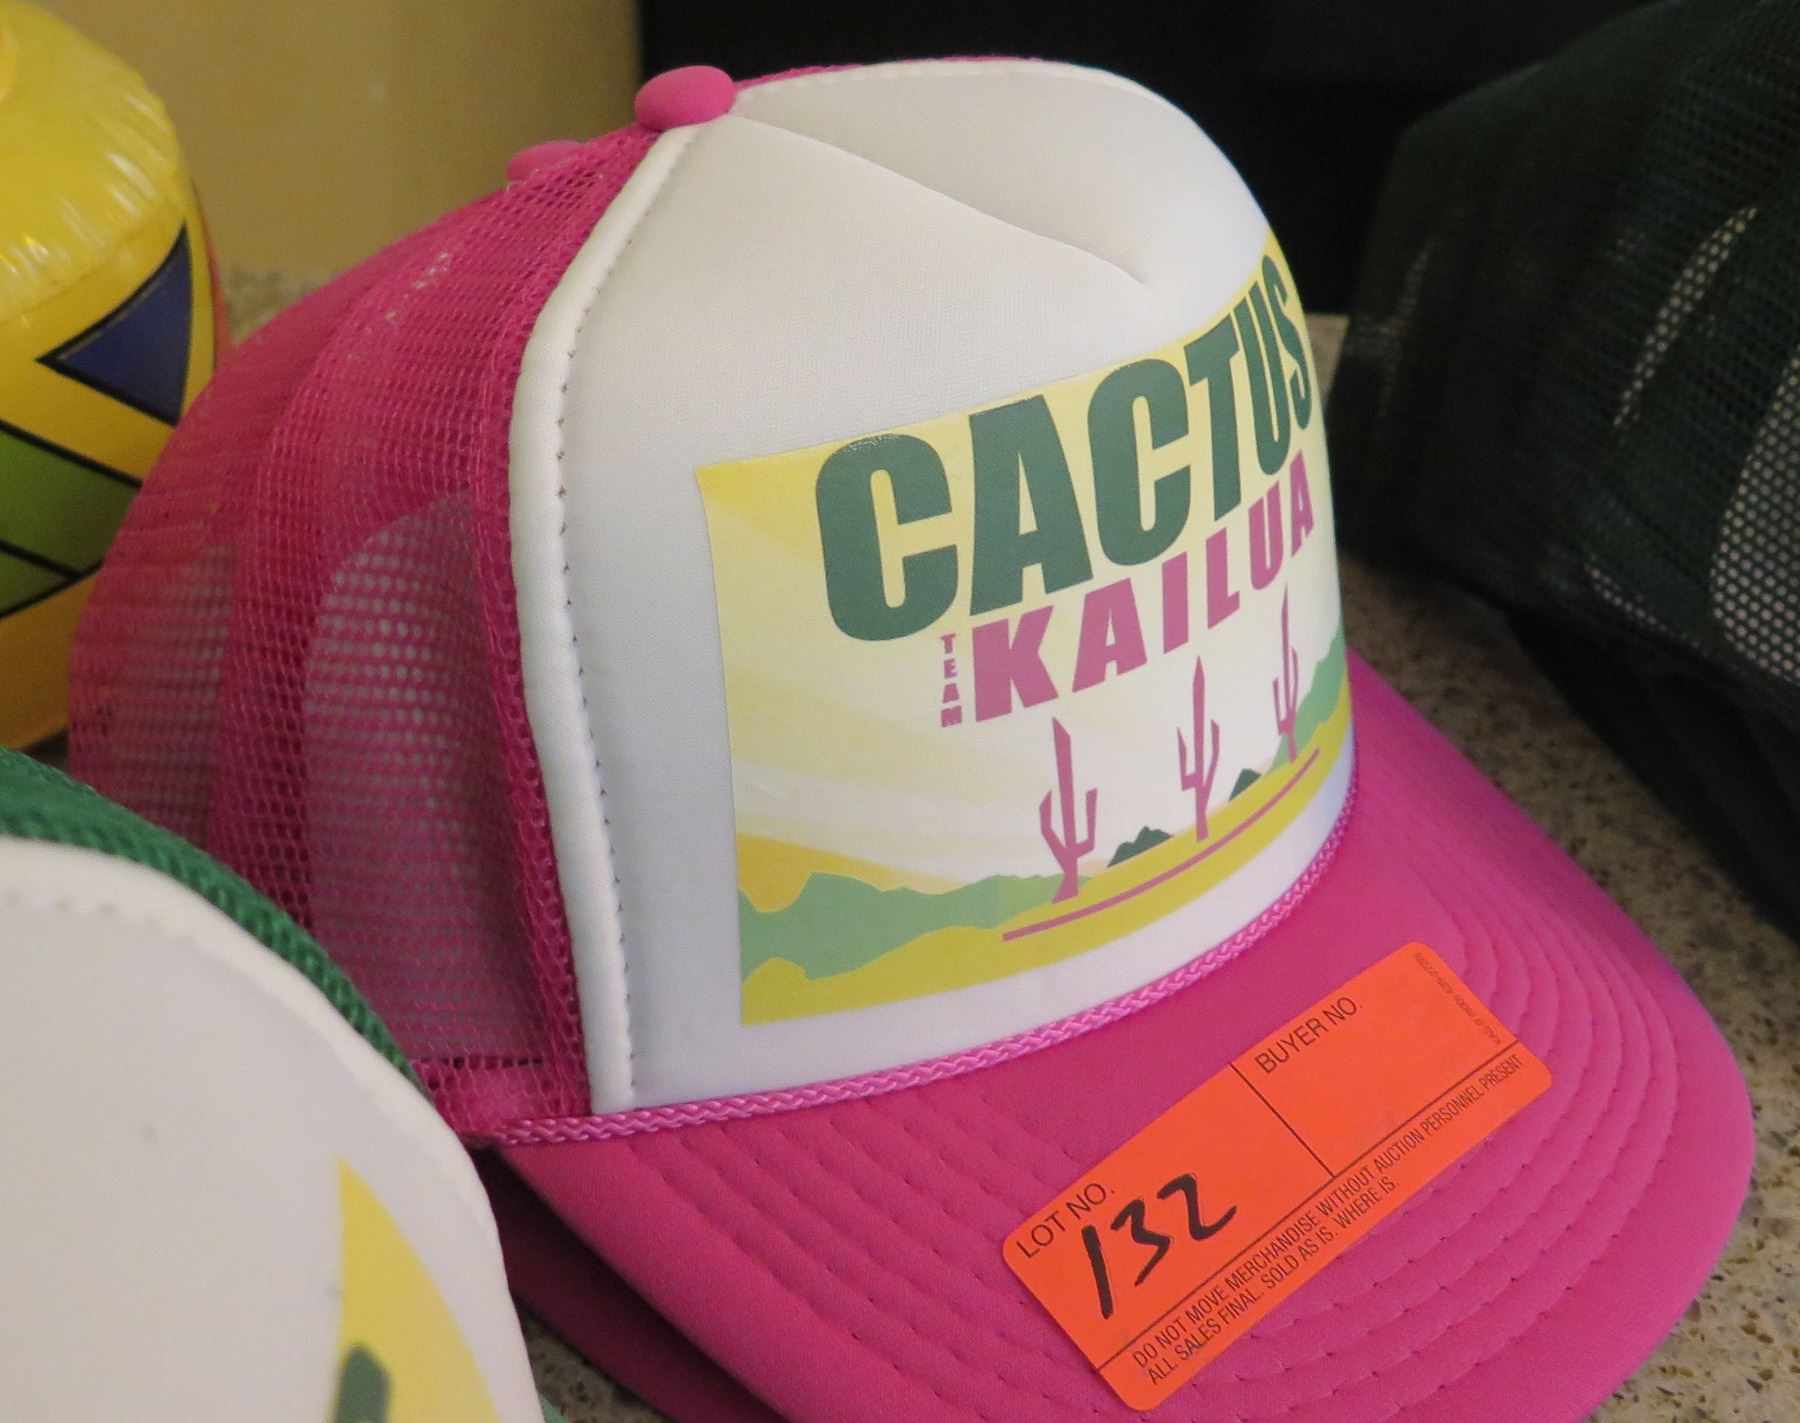 CACTUS
TEAM KAILUA
LOT NO. BUYER NO.
132
DO NOT MOVE MERCHANDISE WITHOUT AUCTION PERSONNEL PRESENT
ALL SALES FINAL. SOLD AS IS. WHERE IS.